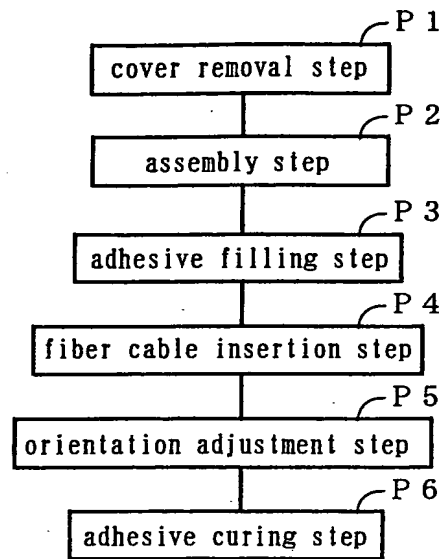 P 1
cover removal step
P 2
assembly step
P 3
adhesive filling step
P 4
fiber cable insertion step
P 5
orientation adjustment step
P 6
adhesive curing step